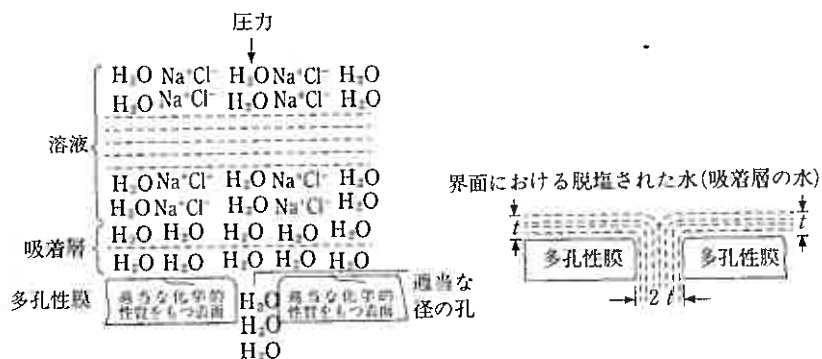 圧力
H₂O Na⁺Cl⁻ H₂O Na⁺Cl⁻ H₂O
H₂O Na⁺Cl⁻ H₂O Na⁺Cl⁻ H₂O
溶液
H₂O Na⁺Cl⁻ H₂O Na⁺Cl⁻ H₂O
H₂O Na⁺Cl⁻ H₂O Na⁺Cl⁻ H₂O
吸着層
H₂O H₂O H₂O H₂O H₂O
H₂O H₂O H₂O H₂O H₂O
多孔性膜
適当な化学的
性質をもつ表面
H₂O
H₂O
H₂O
適当な化学的
性質をもつ表面
適当な
径の孔
界面における脱塩された水(吸着層の水)
t
t
多孔性膜
多孔性膜
2 t